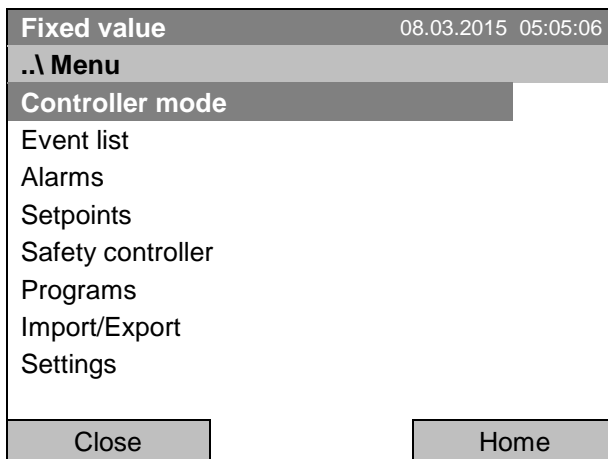 Fixed value 08.03.2015 05:05:06
..\ Menu
Controller mode
Event list
Alarms
Setpoints
Safety controller
Programs
Import/Export
Settings
Close Home